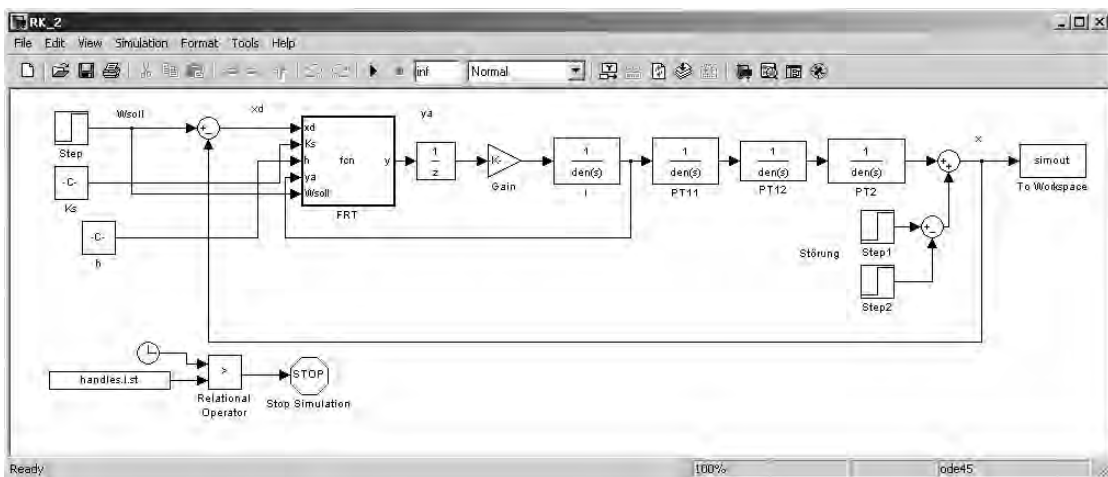 RK_2
File Edit View Simulation Format Tools Help
inf Normal
Wsoll xd ya x
Step
-C-
Ks
-C-
h
xd
Ks
h
ya
Wsoll
fcn
y
FRT
1
z
-K-
Gain
1
den(s)
I
1
den(s)
PT11
1
den(s)
PT12
1
den(s)
PT2
simout
To Workspace
Störung
Step1
Step2
handles.i.st
>
Relational
Operator
STOP
Stop Simulation
Ready 100% ode45